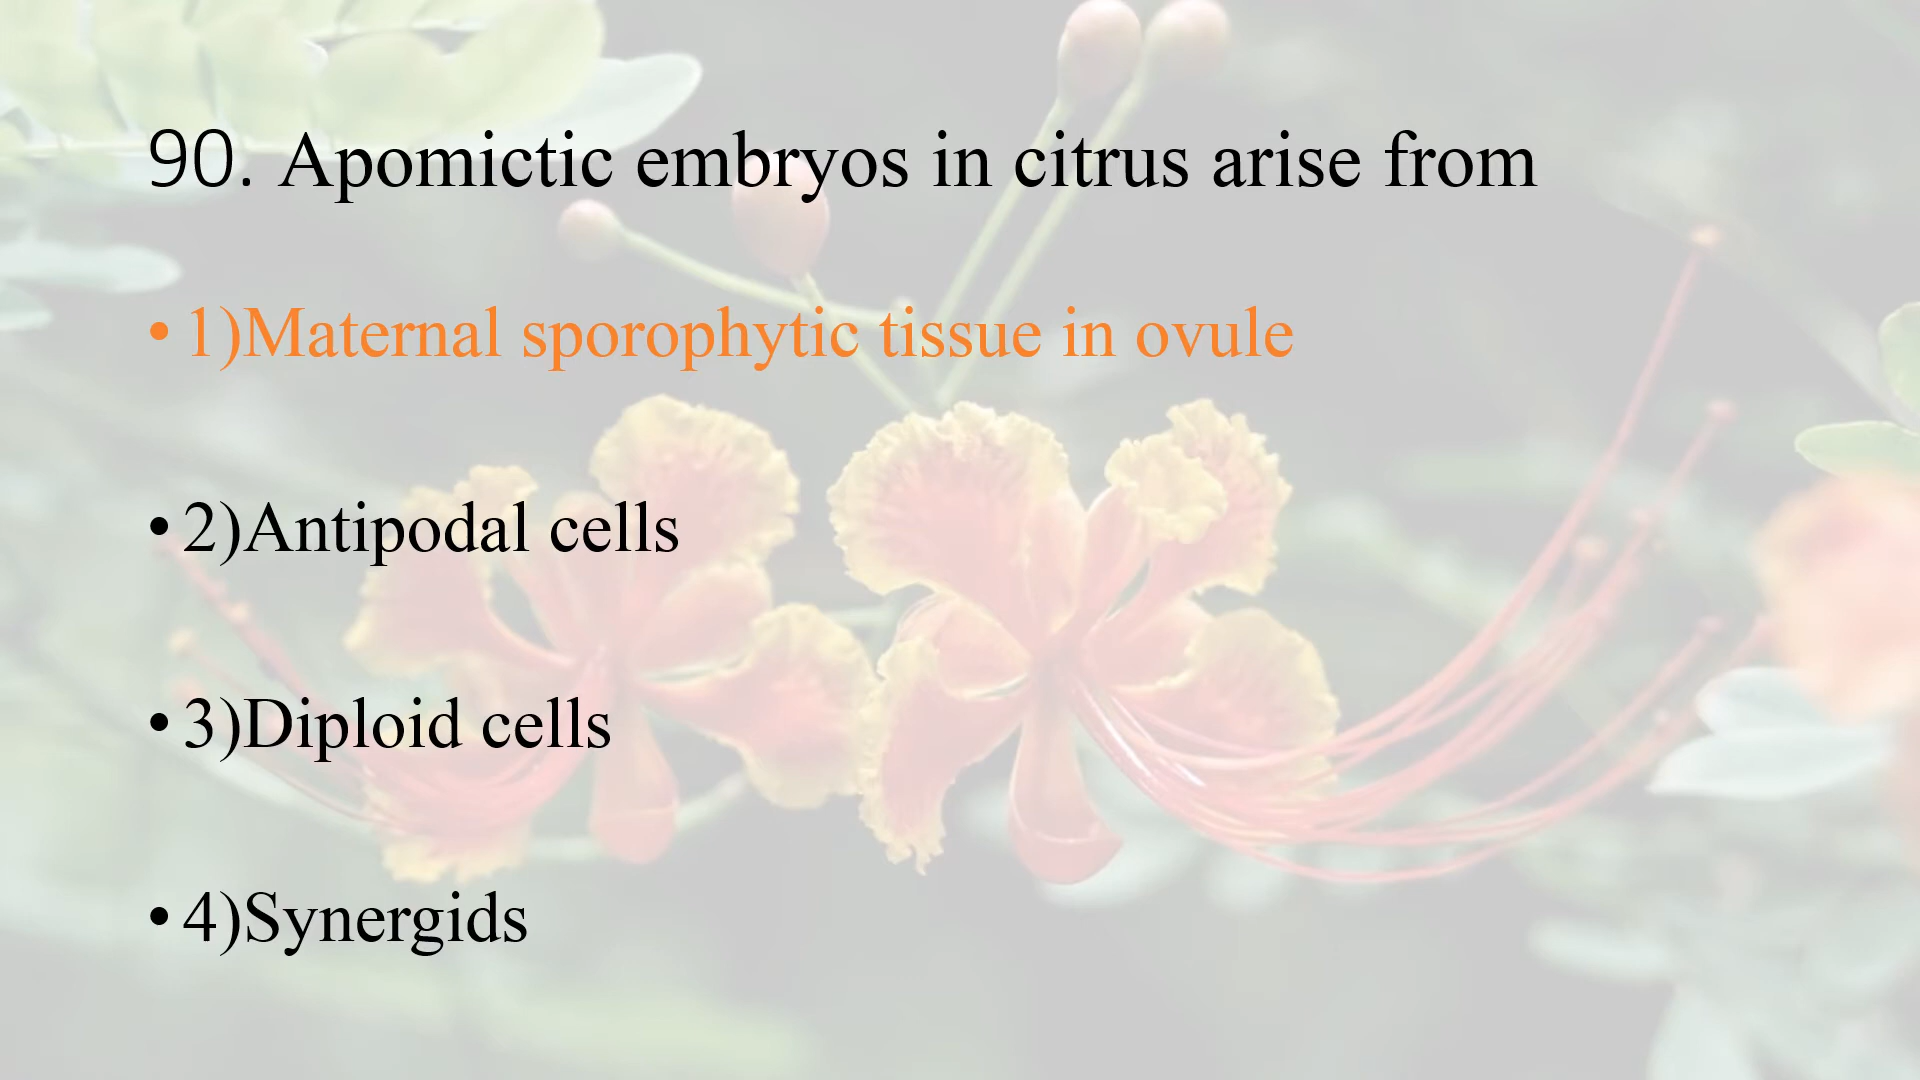 90. Apomictic embryos in citrus arise from
• 1)Maternal sporophytic tissue in ovule
• 2)Antipodal cells
• 3)Diploid cells
• 4)Synergids